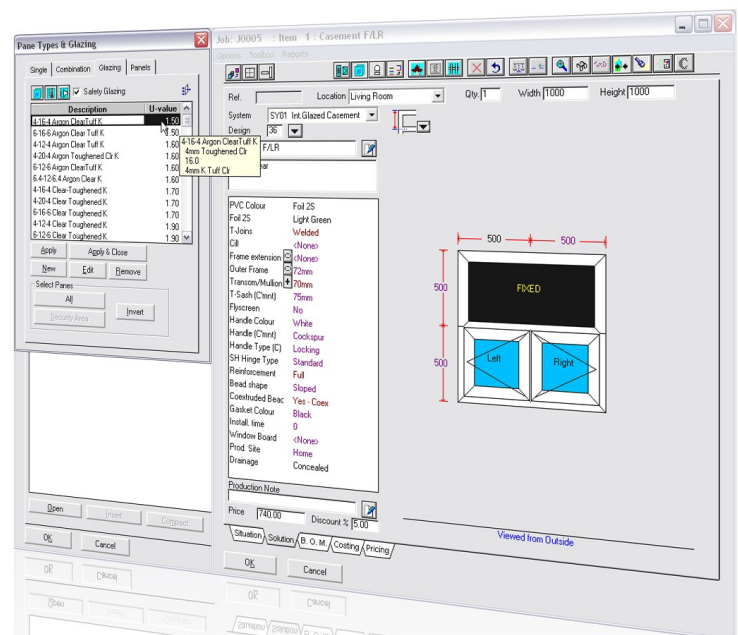 Pane Types & Glazing
Single
Combination
Glazing
Panels
Safety Glazing
Description
U-value
4-16-4 Argon ClearTuff K
1.50
6-16-6 Argon Clear Tuff K
1.50
4-12-4 Argon Clear Tuff K
1.60
4-20-4 Argon Toughened Clr K
1.60
6-12-6 Argon Clear Tuff K
1.60
6.4-12-6.4 Argon Clear K
1.60
4-16-4 Clear-Toughened K
1.70
4-20-4 Clear Toughened K
1.70
6-16-6 Clear Toughened K
1.70
4-12-4 Clear Toughened K
1.90
6-12-6 Clear Toughened K
1.90
4-16-4 Argon ClearTuff K
4mm Toughened Clr
16.0
4mm K Tuff Clr
Apply
Apply & Close
New
Edit
Remove
Select Panes
All
Security Area
Invert
Open
Insert
Compact
OK
Cancel
Job: J0005 : Item 1 : Casement F/LR
Options Toolbox Reports
Ref.
Location
Living Room
Qty.
1
Width
1000
Height
1000
System
SY01 Int.Glazed Casement
Design
36
F/LR
ear
PVC Colour
Foil 2S
Foil 2S
Light Green
T-Joins
Welded
Cill
<None>
Frame extension
<None>
Outer Frame
72mm
Transom/Mullion
70mm
T-Sash (C'mnt)
75mm
Flyscreen
No
Handle Colour
White
Handle (C'mnt)
Cockspur
Handle Type (C)
Locking
SH Hinge Type
Standard
Reinforcement
Full
Bead shape
Sloped
Coextruded Beac
Yes - Coex
Gasket Colour
Black
Install. time
0
Window Board
<None>
Prod. Site
Home
Drainage
Concealed
Production Note
Price
740.00
Discount %
5.00
Situation
Solution
B. O. M.
Costing
Pricing
OK
Cancel
500
500
500
500
FIXED
Left
Right
Viewed from Outside